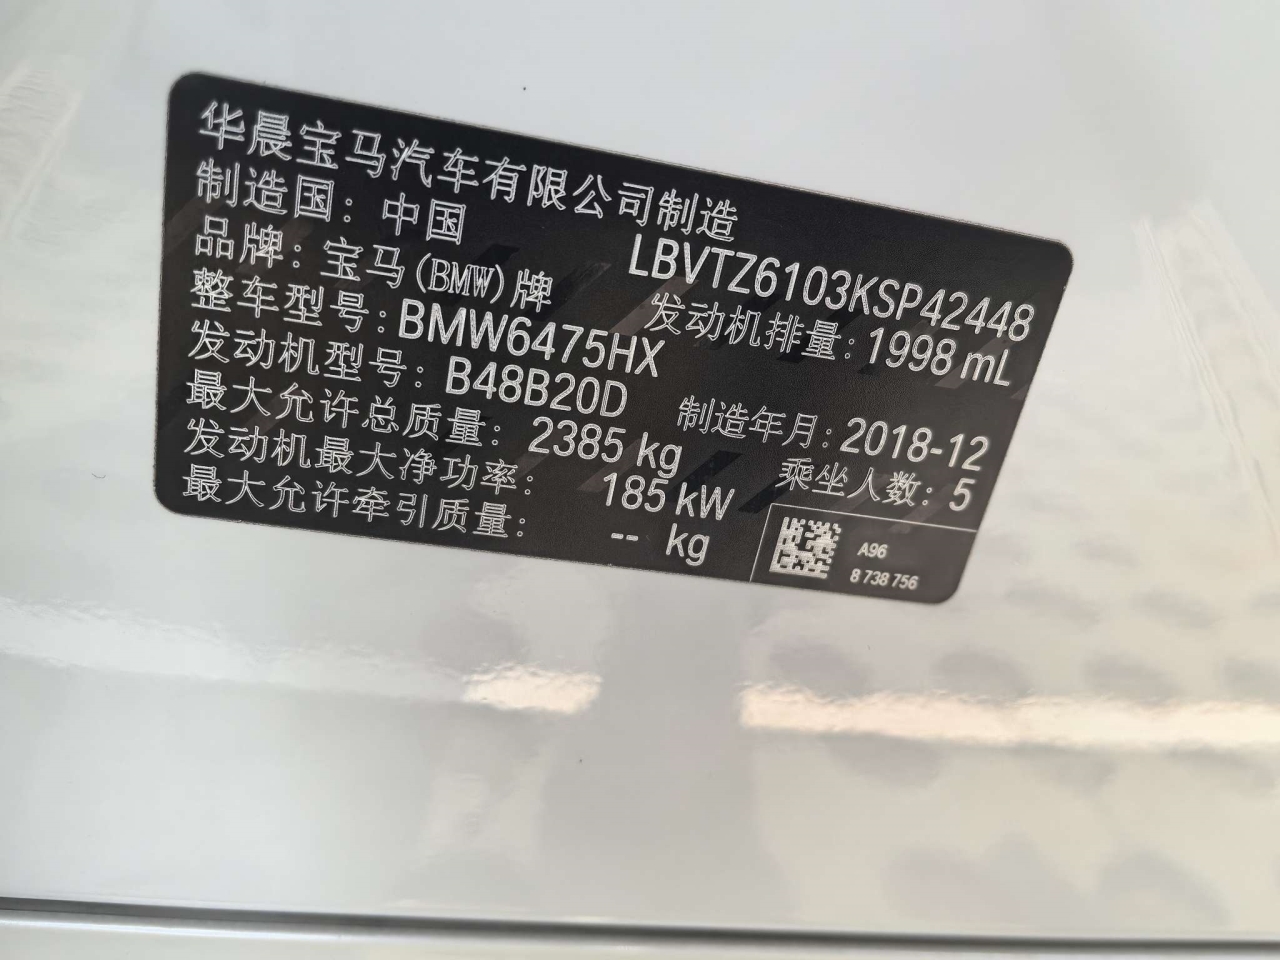 华晨宝马汽车有限公司制造
制造国：中国
LBVTZ6103KSP42448
品牌：宝马(BMW)牌
发动机排量：1998 mL
整车型号：BMW6475HX
发动机型号：B48B20D
制造年月：2018-12
最大允许总质量：2385 kg
乘坐人数：5
发动机最大净功率：185 kW
最大允许牵引质量：-- kg
A96
8 738 756